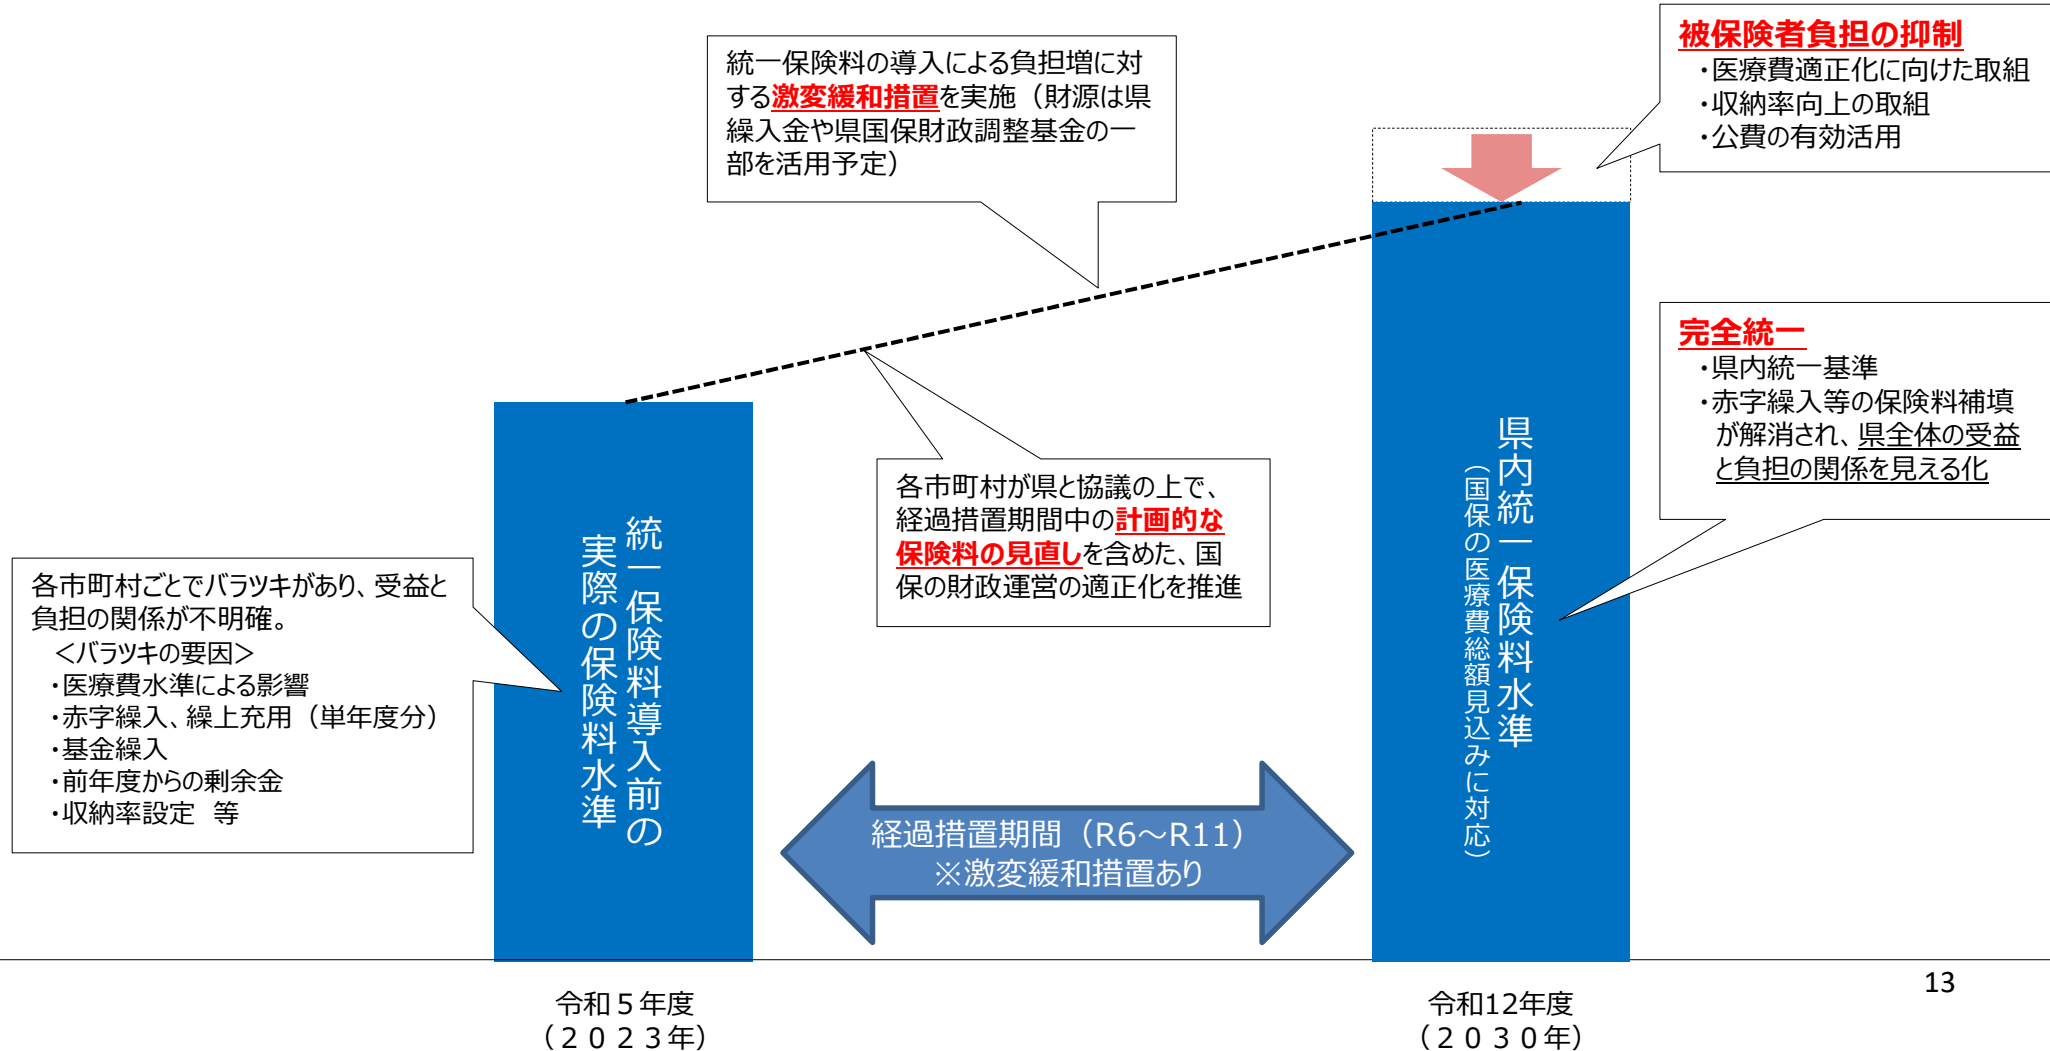 被保険者負担の抑制
・医療費適正化に向けた取組
・収納率向上の取組
・公費の有効活用
統一保険料の導入による負担増に対
する激変緩和措置を実施（財源は県
繰入金や県国保財政調整基金の一
部を活用予定）
完全統一
・県内統一基準
・赤字繰入等の保険料補填
が解消され、県全体の受益
と負担の関係を見える化
各市町村が県と協議の上で、
経過措置期間中の計画的な
保険料の見直しを含めた、国
保の財政運営の適正化を推進
各市町村ごとでバラツキがあり、受益と
負担の関係が不明確。
＜バラツキの要因＞
・医療費水準による影響
・赤字繰入、繰上充用（単年度分）
・基金繰入
・前年度からの剰余金
・収納率設定　等
統一保険料導入前の
実際の保険料水準
県内統一保険料水準
（国保の医療費総額見込みに対応）
経過措置期間（R6～R11）
※激変緩和措置あり
令和５年度
（２０２３年）
令和12年度
（２０３０年）
13